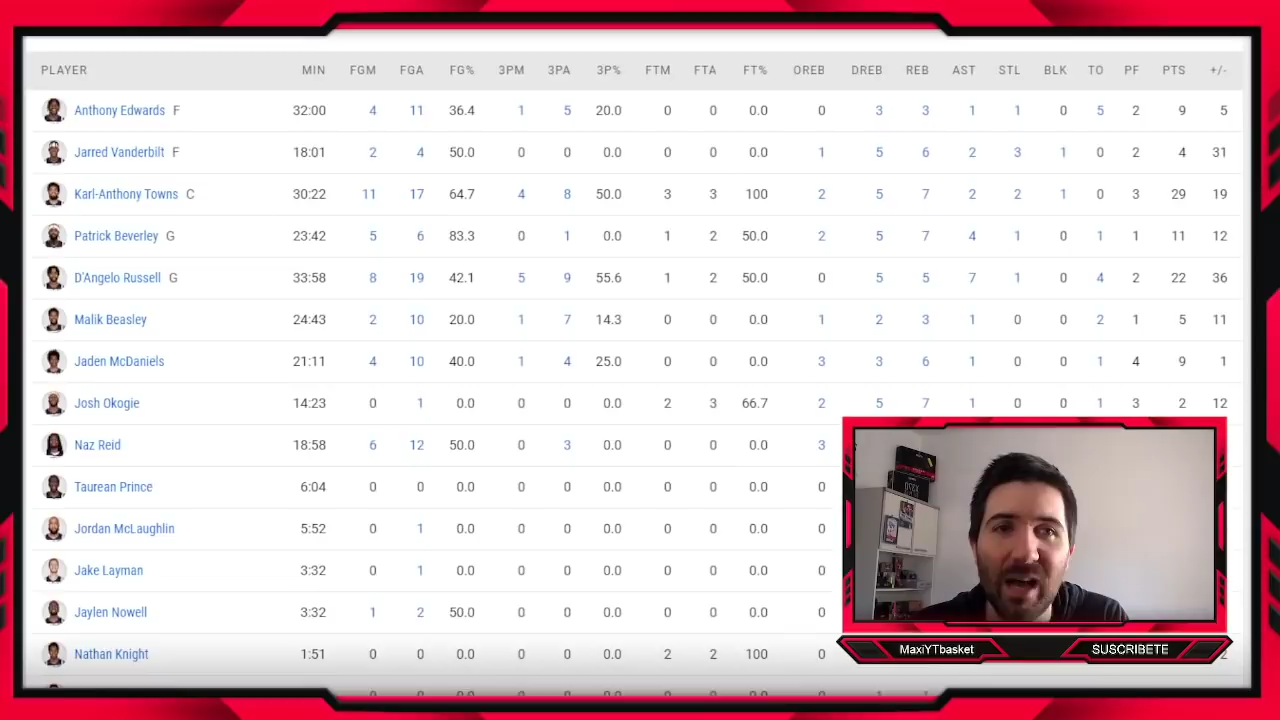 PLAYER MIN FGM FGA FG% 3PM 3PA 3P% FTM FTA FT% OREB DREB REB AST STL BLK TO PF PTS +/-
Anthony Edwards F 32:00 4 11 36.4 1 5 20.0 0 0 0.0 0 3 3 1 1 0 5 2 9 5
Jarred Vanderbilt F 18:01 2 4 50.0 0 0 0.0 0 0 0.0 1 5 6 2 3 1 0 2 4 31
Karl-Anthony Towns C 30:22 11 17 64.7 4 8 50.0 3 3 100 2 5 7 2 2 1 0 3 29 19
Patrick Beverley G 23:42 5 6 83.3 0 1 0.0 1 2 50.0 2 5 7 4 1 0 1 1 11 12
D'Angelo Russell G 33:58 8 19 42.1 5 9 55.6 1 2 50.0 0 5 5 7 1 0 4 2 22 36
Malik Beasley 24:43 2 10 20.0 1 7 14.3 0 0 0.0 1 2 3 1 0 0 2 1 5 11
Jaden McDaniels 21:11 4 10 40.0 1 4 25.0 0 0 0.0 3 3 6 1 0 0 1 4 9 1
Josh Okogie 14:23 0 1 0.0 0 0 0.0 2 3 66.7 2 5 7 1 0 0 1 3 2 12
Naz Reid 18:58 6 12 50.0 0 3 0.0 0 0 0.0 3
Taurean Prince 6:04 0 0 0.0 0 0 0.0 0 0 0.0 0
Jordan McLaughlin 5:52 0 1 0.0 0 0 0.0 0 0 0.0 0
Jake Layman 3:32 0 1 0.0 0 0 0.0 0 0 0.0 0
Jaylen Nowell 3:32 1 2 50.0 0 0 0.0 0 0 0.0 0
Nathan Knight 1:51 0 0 0.0 0 0 0.0 2 2 100 0 2
MaxiYTbasket SUSCRIBETE